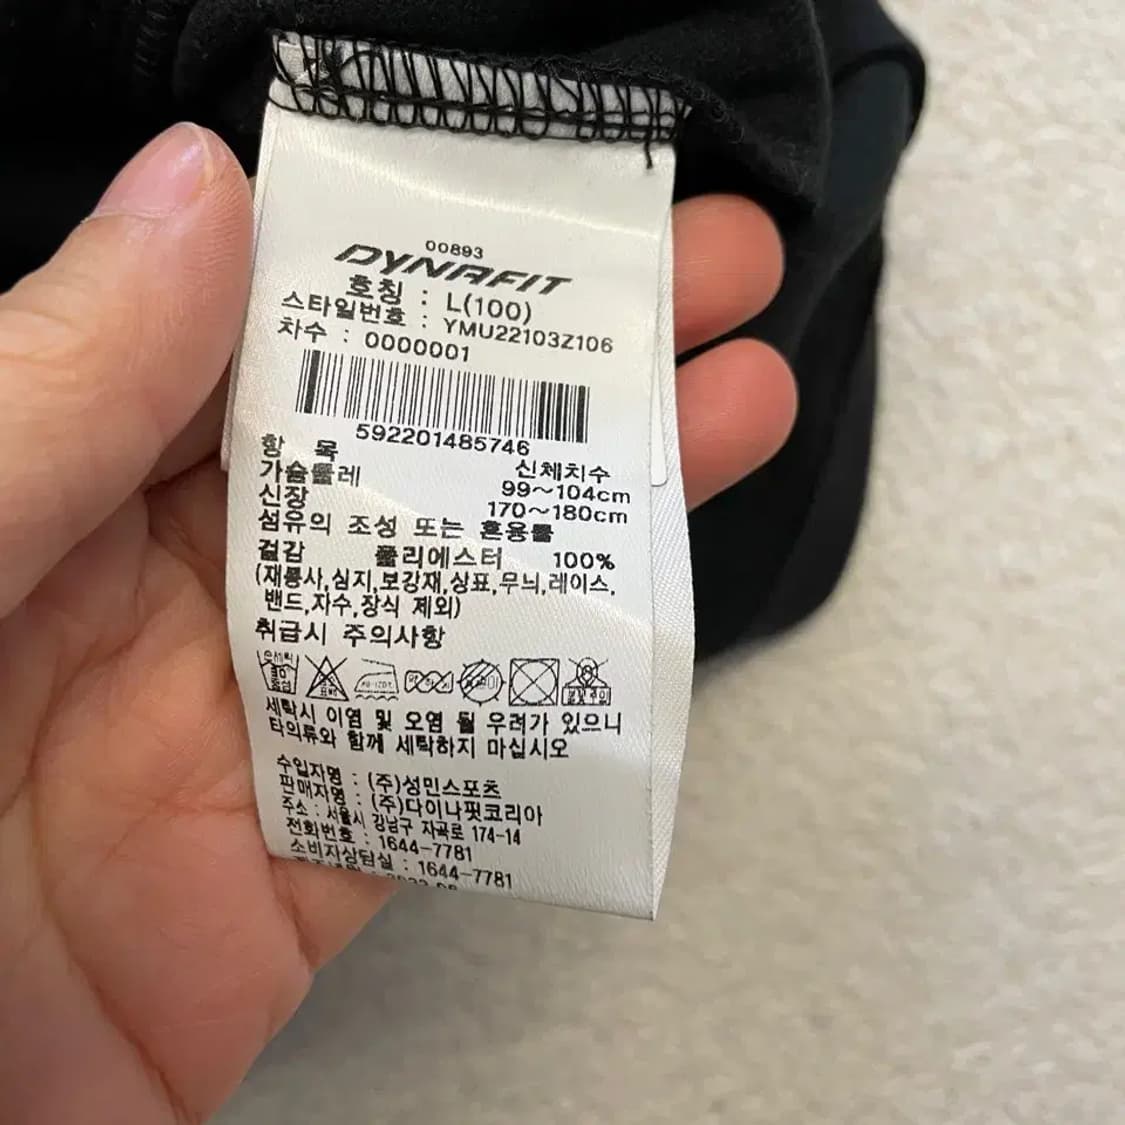 00893
DYNAFIT
호칭 : L(100)
스타일번호 : YMU22103Z106
차수 : 0000001
592201485746
항 목 신체치수
가슴둘레 99~104cm
신장 170~180cm
섬유의 조성 또는 혼용률
겉감 폴리에스터 100%
(재봉사,심지,보강재,상표,무늬,레이스,
밴드,자수,장식 제외)
취급시 주의사항
손세탁 중성
세탁시 이염 및 오염 될 우려가 있으니
타의류와 함께 세탁하지 마십시오
수입자명 : (주)성민스포츠
판매자명 : (주)다이나핏코리아
주소 : 서울시 강남구 자곡로 174-14
전화번호 : 1644-7781
소비자상담실 : 1644-7781